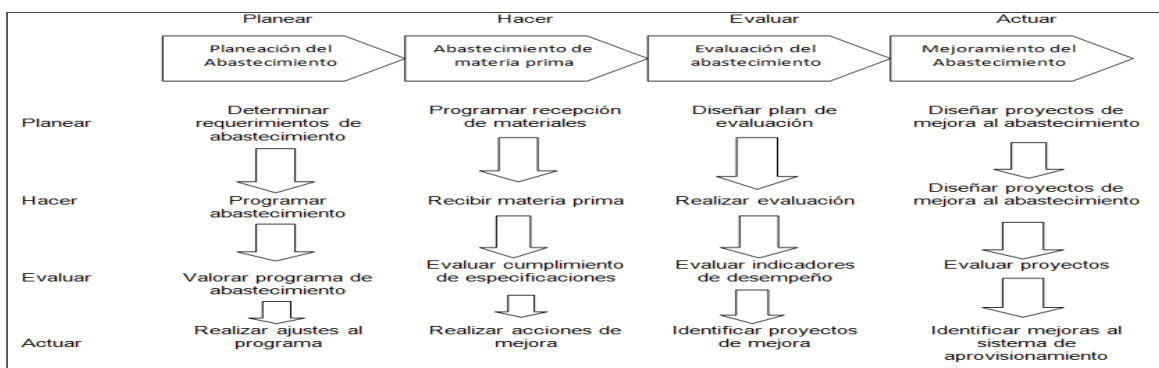 Planear Hacer Evaluar Actuar
Planeación del
Abastecimiento
Abastecimiento de
materia prima
Evaluación del
abastecimiento
Mejoramiento del
Abastecimiento
Planear
Determinar
requerimientos de
abastecimiento
Programar recepción
de materiales
Diseñar plan de
evaluación
Diseñar proyectos de
mejora al abastecimiento
Hacer
Programar
abastecimiento
Recibir materia prima
Realizar evaluación
Diseñar proyectos de
mejora al abastecimiento
Evaluar
Valorar programa de
abastecimiento
Evaluar cumplimiento
de especificaciones
Evaluar indicadores
de desempeño
Evaluar proyectos
Actuar
Realizar ajustes al
programa
Realizar acciones de
mejora
Identificar proyectos
de mejora
Identificar mejoras al
sistema de
aprovisionamiento